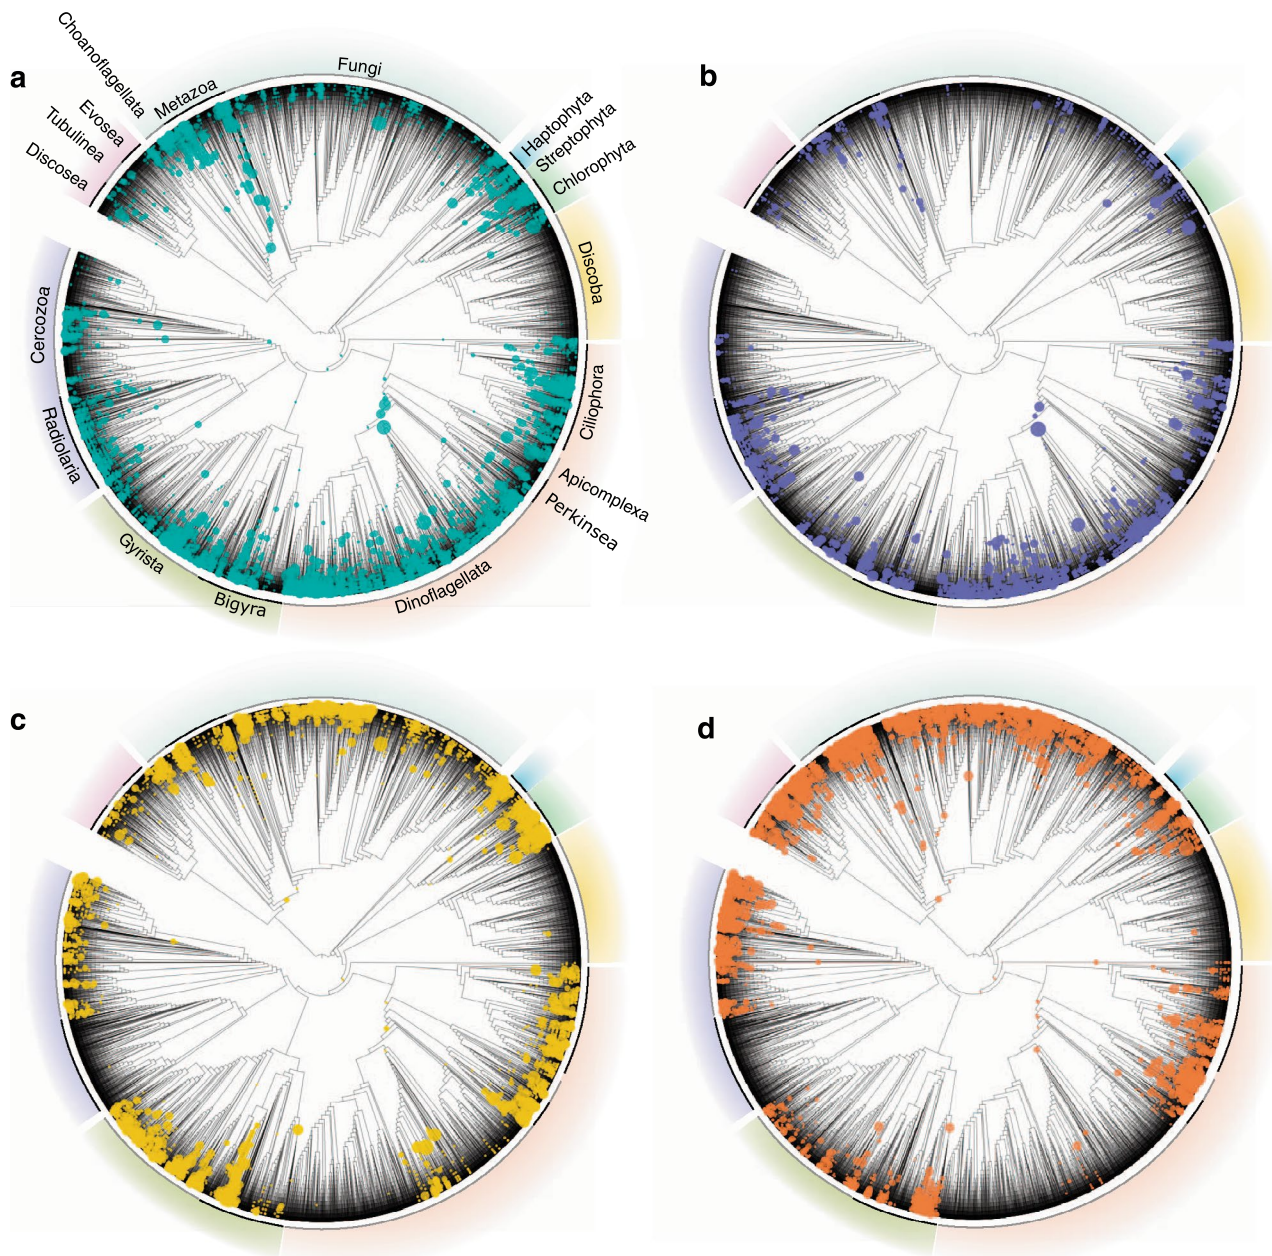 a
Choanoflagellata
Evosea
Tubulinea
Discosea
Metazoa
Fungi
Haptophyta
Streptophyta
Chlorophyta
Discoba
Ciliophora
Apicomplexa
Perkinsea
Dinoflagellata
Bigyra
Gyrista
Radiolaria
Cercozoa
b
c
d